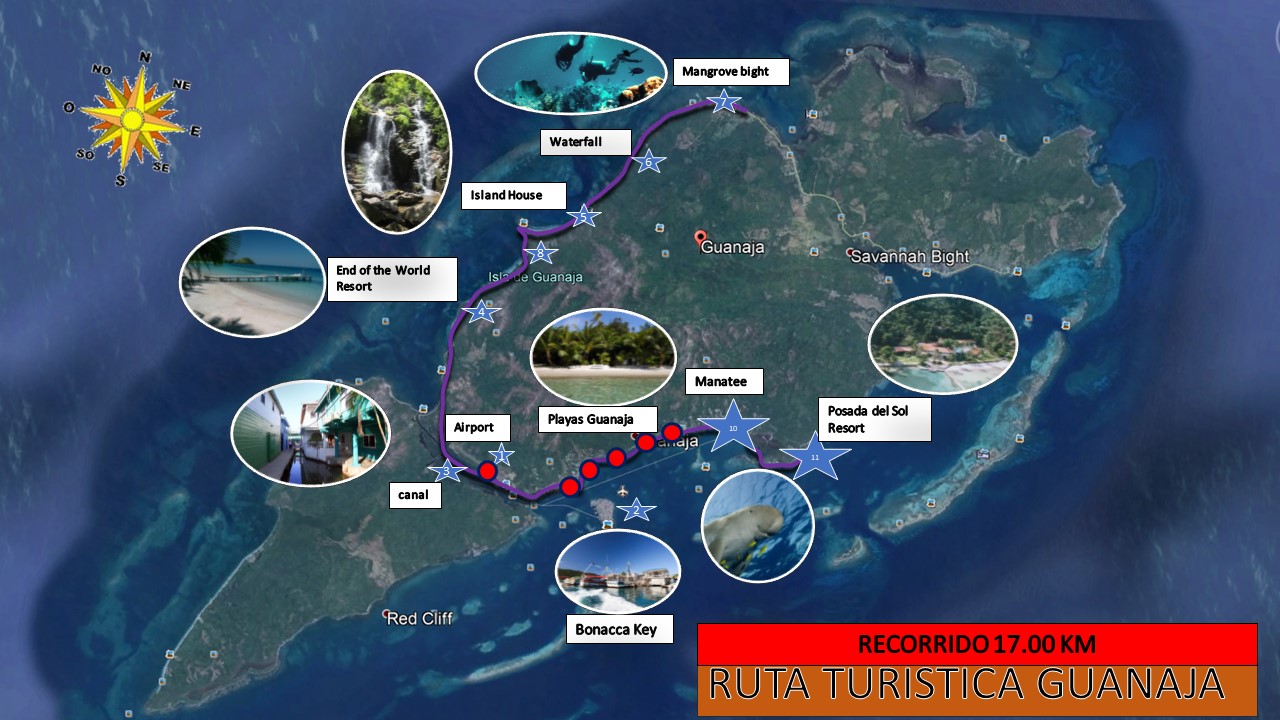 N
NO
NE
O
E
SO
SE
S
Mangrove bight
7
Waterfall
6
Island House
5
8
Guanaja
Savannah Bight
End of the World
Resort
Isla de Guanaja
4
Manatee
Playas Guanaja
Posada del Sol
Resort
Airport
Guanaja
10
1
11
3
canal
2
Bonacca Key
Red Cliff
RECORRIDO 17.00 KM
RUTA TURISTICA GUANAJA